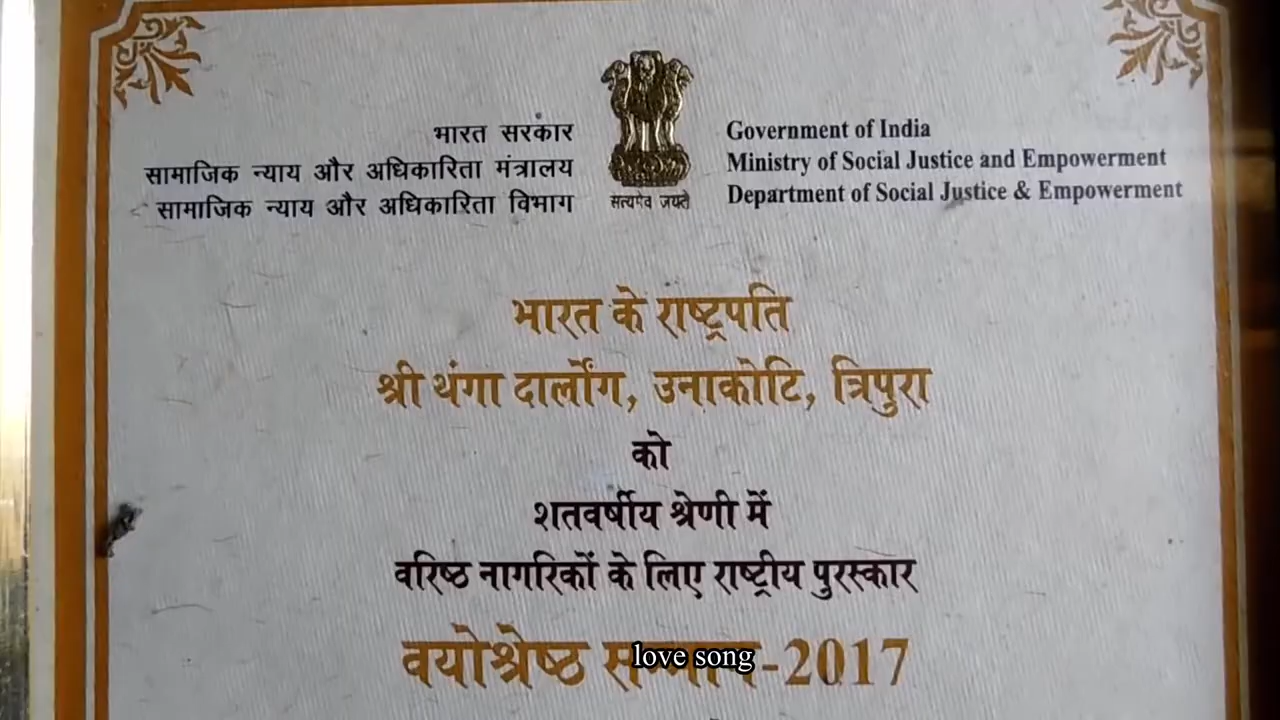 भारत सरकार
सामाजिक न्याय और अधिकारिता मंत्रालय
सामाजिक न्याय और अधिकारिता विभाग
सत्यमेव जयते
Government of India
Ministry of Social Justice and Empowerment
Department of Social Justice & Empowerment
भारत के राष्ट्रपति
श्री थंगा दार्लोंग, उनाकोटि, त्रिपुरा
को
शतवर्षीय श्रेणी में
वरिष्ठ नागरिकों के लिए राष्ट्रीय पुरस्कार
वयोश्रेष्ठ सम्मान-2017
love song